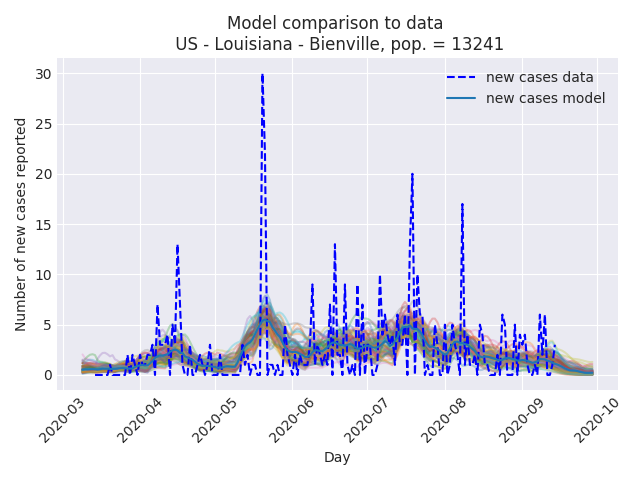 Model comparison to data
US - Louisiana - Bienville, pop. = 13241
new cases data
new cases model
Number of new cases reported
30
25
20
15
10
5
0
2020-03
2020-04
2020-05
2020-06
2020-07
2020-08
2020-09
2020-10
Day